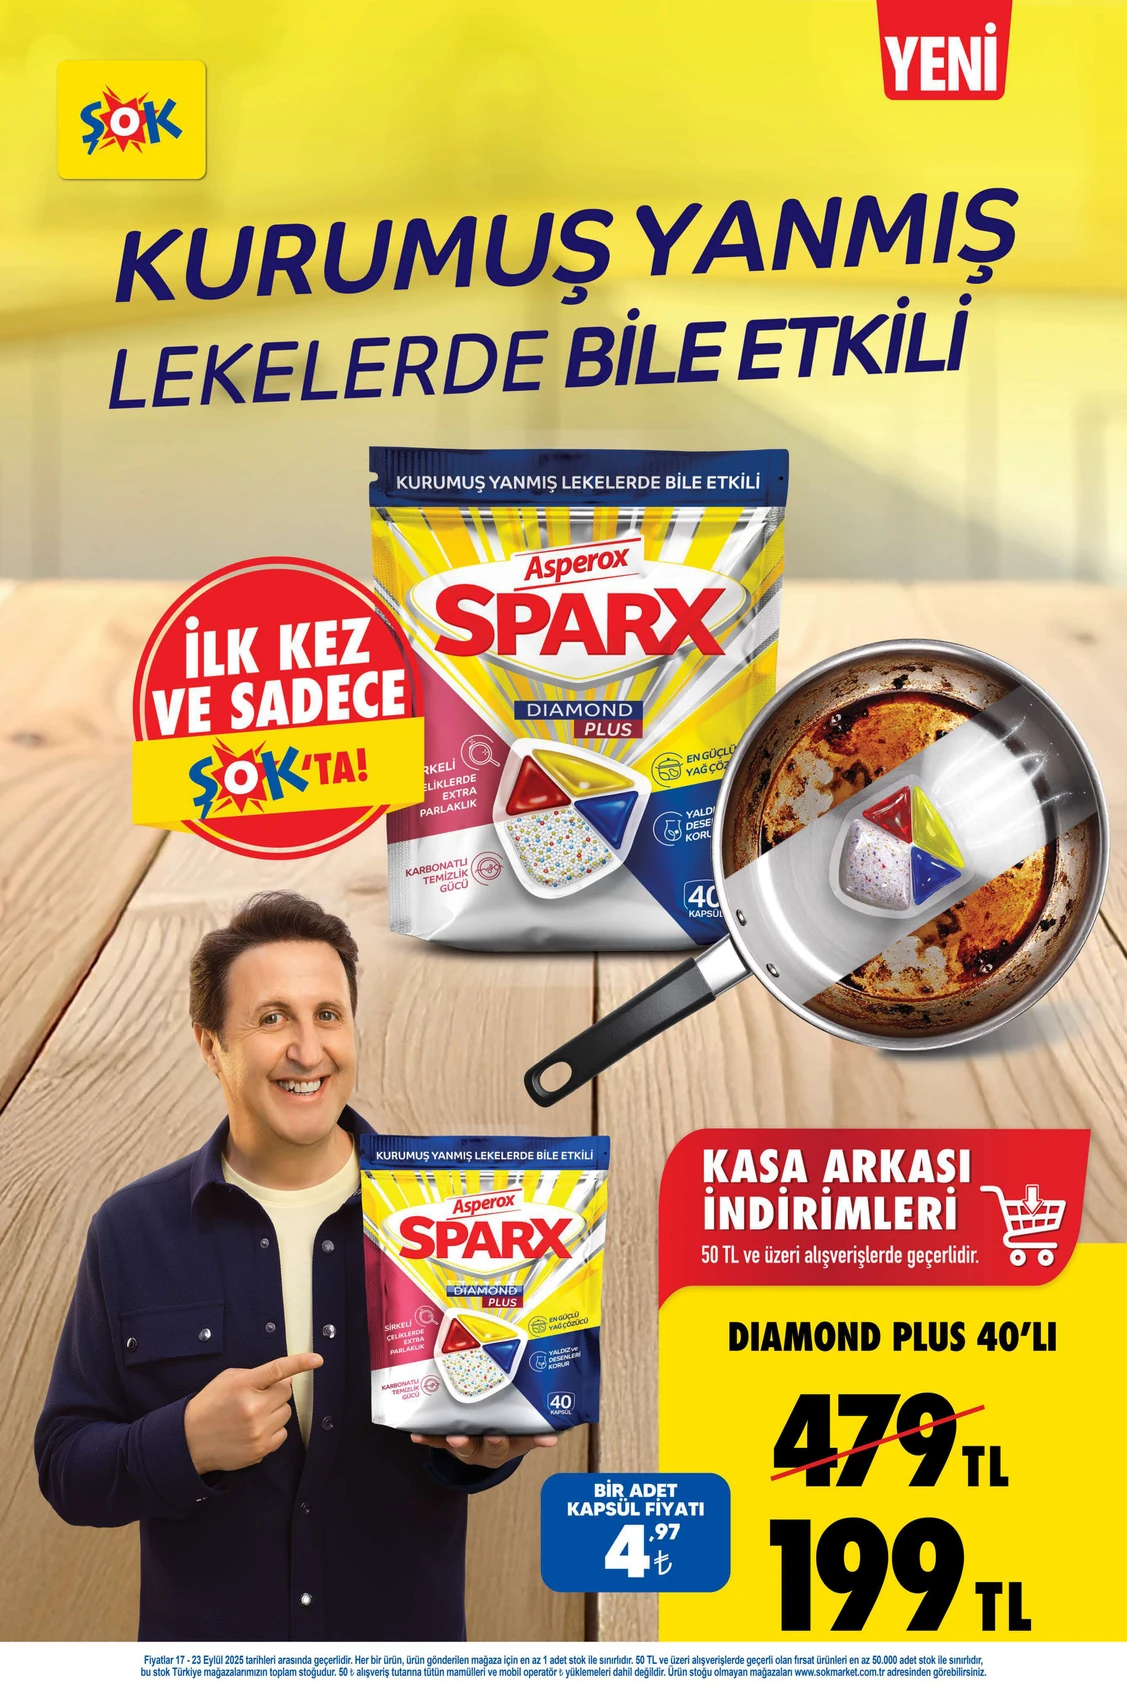 YENİ
ŞOK
KURUMUŞ YANMIŞ
LEKELERDE BİLE ETKİLİ
KURUMUŞ YANMIŞ LEKELERDE BİLE ETKİLİ
Asperox
SPARX
DIAMOND
PLUS
İLK KEZ
VE SADECE
ŞOK'TA!
RKELİ
ELİKLERDE
EXTRA
PARLAKLIK
EN GÜÇLÜ
YAĞ ÇÖZ
YALD
DESE
KORU
KARBONATLI
TEMİZLİK
GÜCÜ
40
KAPSÜL
KURUMUŞ YANMIŞ LEKELERDE BİLE ETKİLİ
Asperox
SPARX
DIAMOND
PLUS
SİRKELİ
ÇELİKLERDE
EXTRA
PARLAKLIK
EN GÜÇLÜ
YAĞ ÇÖZÜCÜ
YALDIZ ve
DESENLERİ
KORUR
KARBONATLI
TEMİZLİK
GÜCÜ
40
KAPSÜL
KASA ARKASI
İNDİRİMLERİ
50 TL ve üzeri alışverişlerde geçerlidir.
DIAMOND PLUS 40'LI
479 TL
199 TL
BİR ADET
KAPSÜL FİYATI
4,97 ₺
Fiyatlar 17 - 23 Eylül 2025 tarihleri arasında geçerlidir. Her bir ürün, ürün gönderilen mağaza için en az 1 adet stok ile sınırlıdır. 50 TL ve üzeri alışverişlerde geçerli olan fırsat ürünleri en az 50.000 adet stok ile sınırlıdır,
bu stok Türkiye mağazalarımızın toplam stoğudur. 50 ₺ alışveriş tutarına tütün mamülleri ve mobil operatör ₺ yüklemeleri dahil değildir. Ürün stoğu olmayan mağazaları www.sokmarket.com.tr adresinden görebilirsiniz.